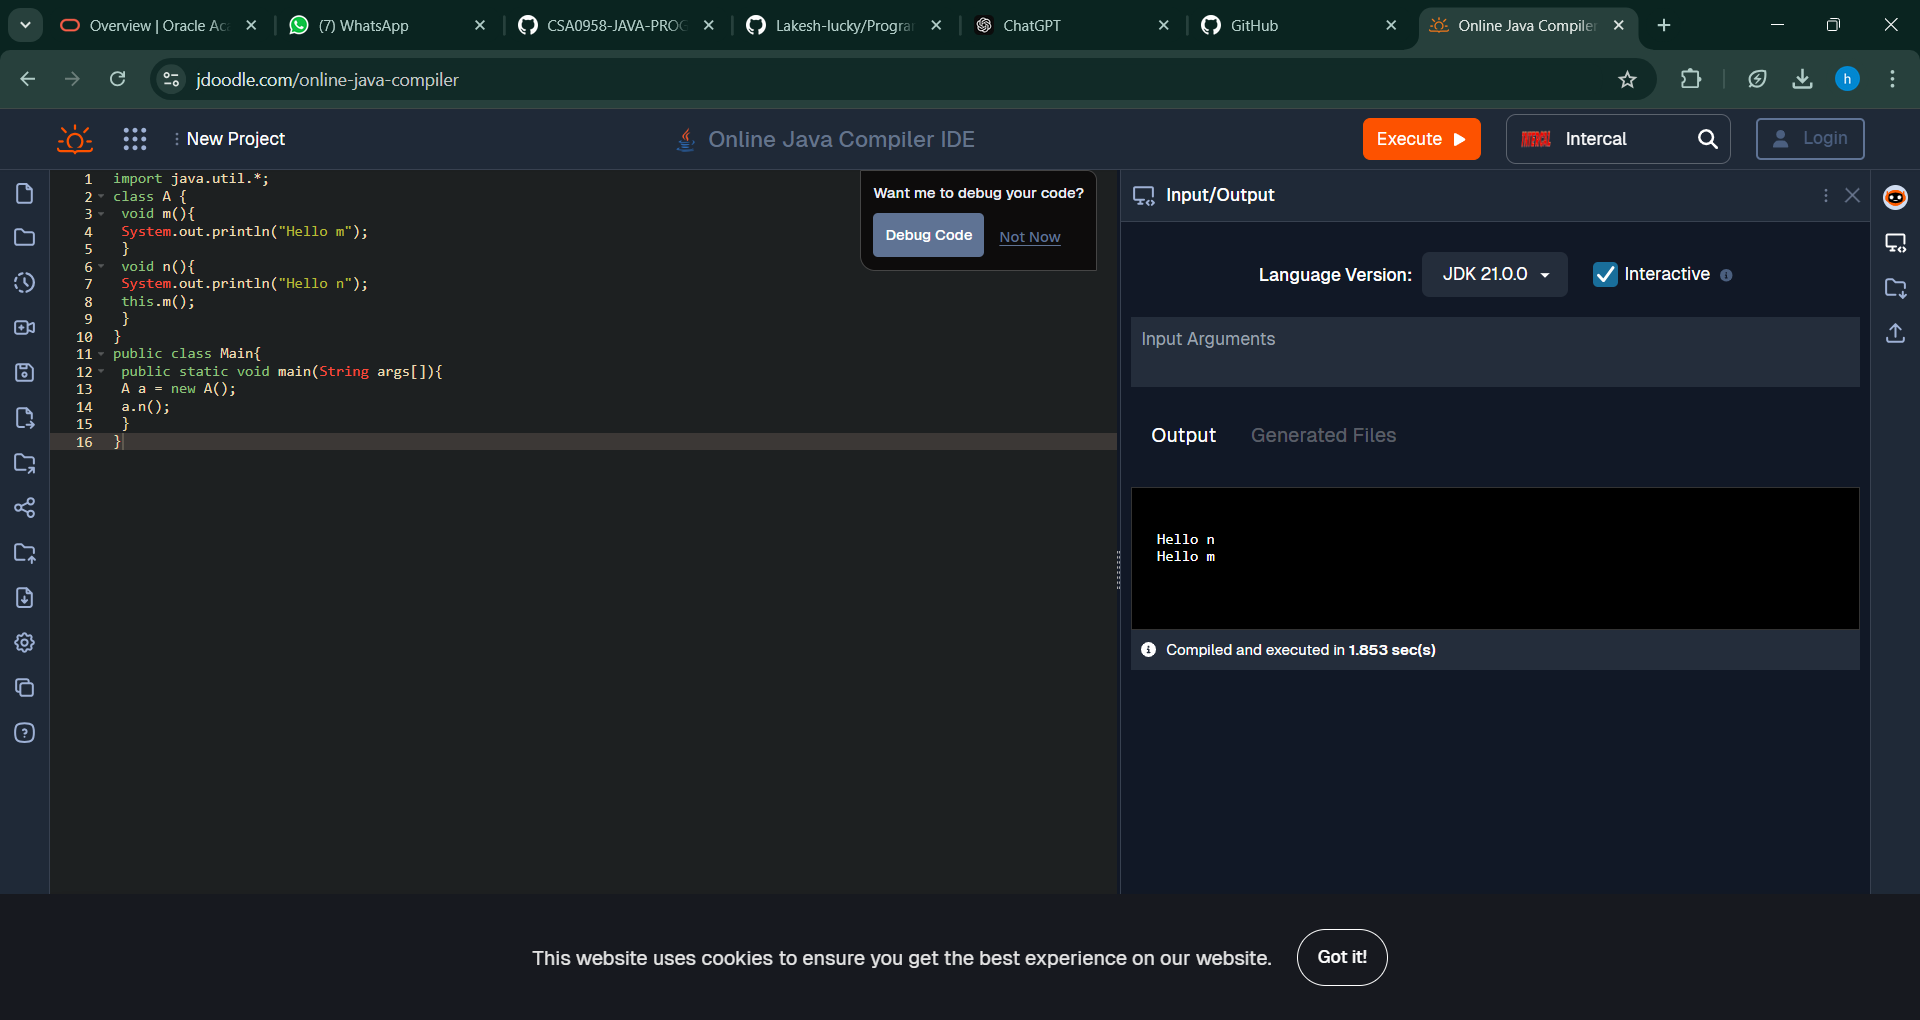 Overview | Oracle Aca
(7) WhatsApp
CSA0958-JAVA-PROG
Lakesh-lucky/Progra
ChatGPT
GitHub
Online Java Compiler
jdoodle.com/online-java-compiler
h
New Project
Online Java Compiler IDE
Execute
Intercal
Login
1 import java.util.*;
2 class A {
3 void m(){
4 System.out.println("Hello m");
5 }
6 void n(){
7 System.out.println("Hello n");
8 this.m();
9 }
10 }
11 public class Main{
12 public static void main(String args[]){
13 A a = new A();
14 a.n();
15 }
16 }
Want me to debug your code?
Debug Code
Not Now
Input/Output
Language Version:
JDK 21.0.0
Interactive
Input Arguments
Output
Generated Files
Hello n
Hello m
Compiled and executed in 1.853 sec(s)
This website uses cookies to ensure you get the best experience on our website.
Got it!